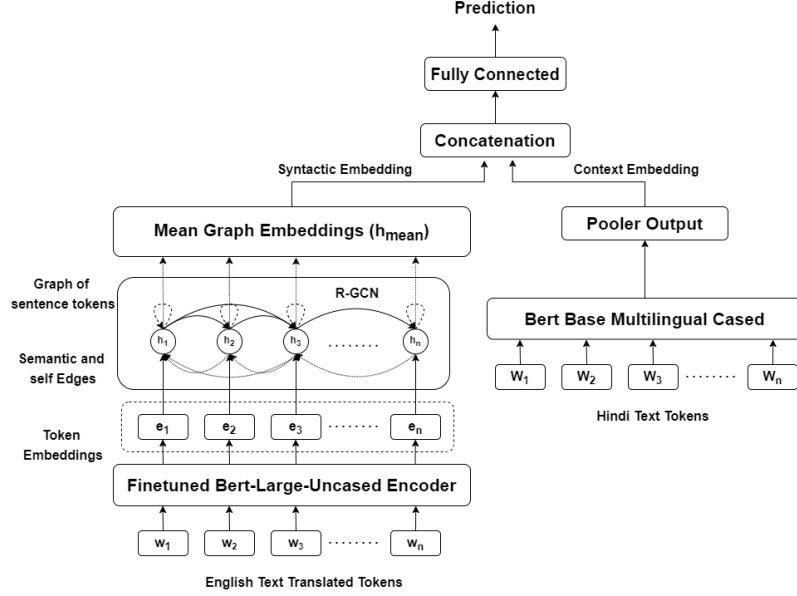 Prediction
Fully Connected
Concatenation
Syntactic Embedding
Context Embedding
Mean Graph Embeddings (hmean)
Pooler Output
Graph of
sentence tokens
R-GCN
h1 h2 h3 ........ hn
Semantic and
self Edges
Bert Base Multilingual Cased
W1 W2 W3 ........ Wn
Hindi Text Tokens
Token
Embeddings
e1 e2 e3 ........ en
Finetuned Bert-Large-Uncased Encoder
w1 w2 w3 ........ wn
English Text Translated Tokens